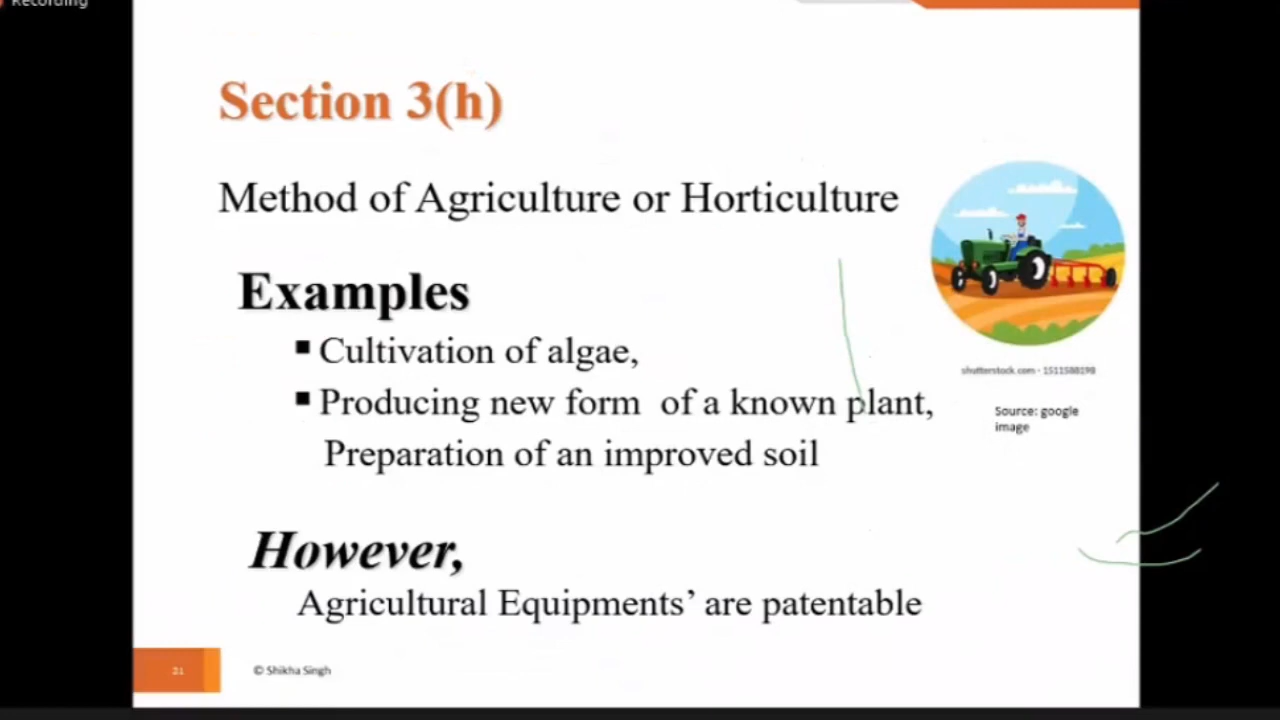 Recording
Section 3(h)
Method of Agriculture or Horticulture
Examples
▪ Cultivation of algae,
▪ Producing new form of a known plant,
Preparation of an improved soil
However,
Agricultural Equipments’ are patentable
shutterstock.com · 1511588198
Source: google
image
21
© Shikha Singh